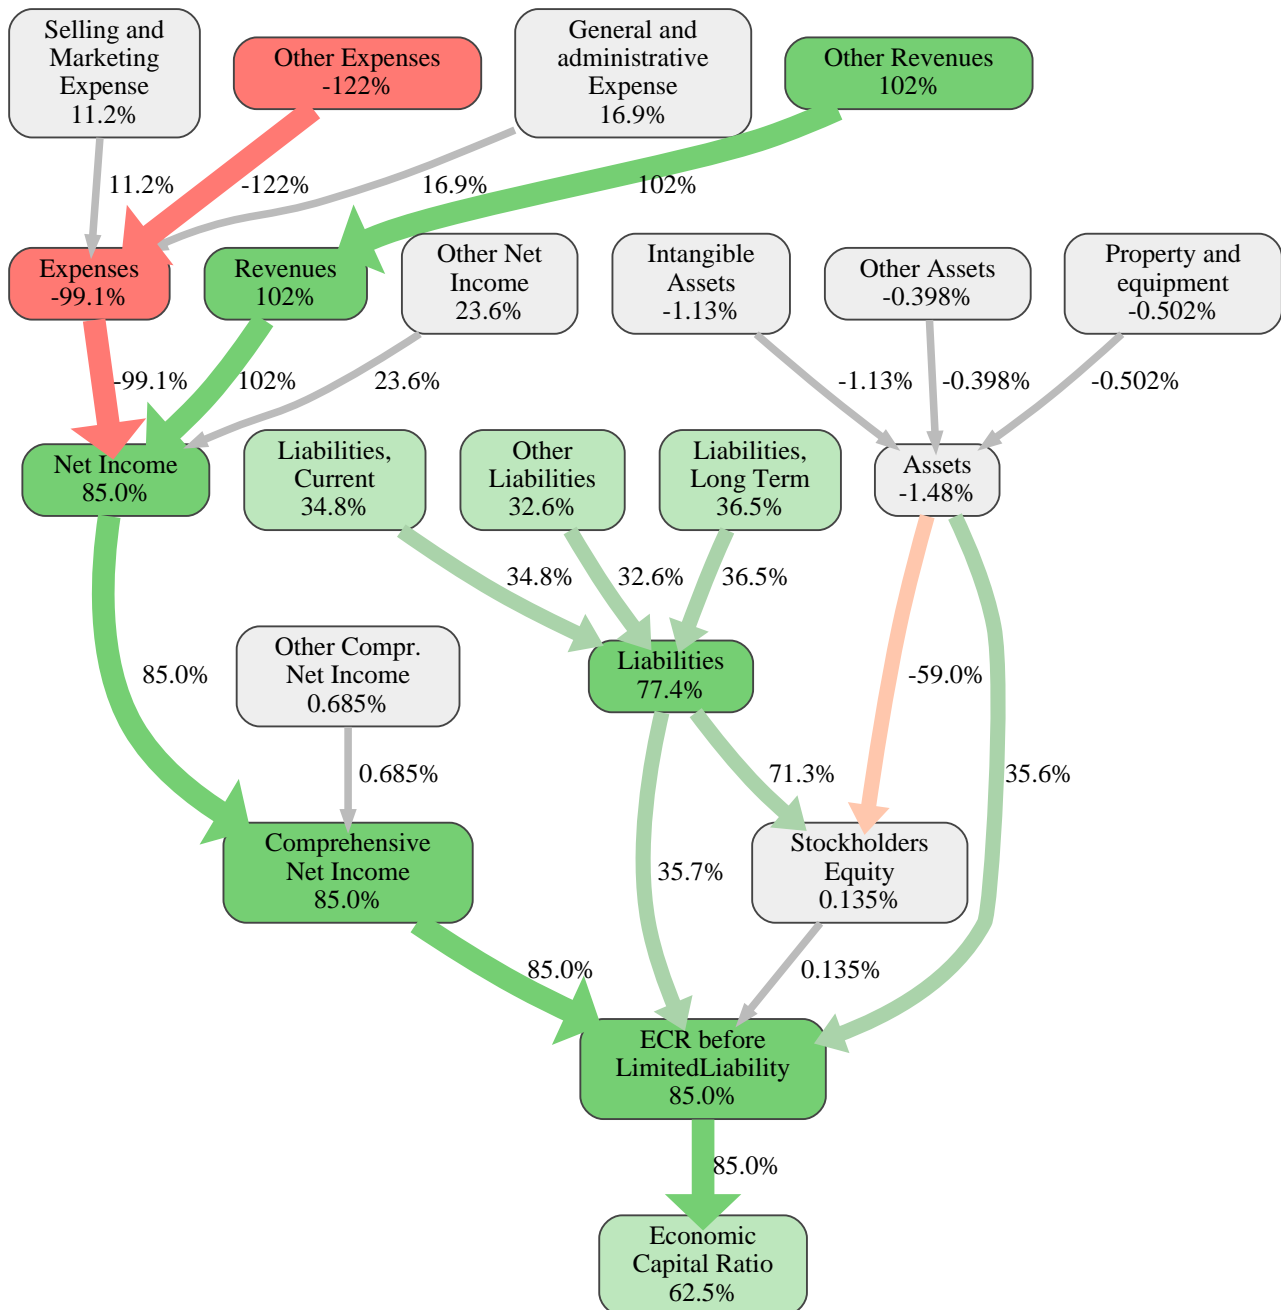 Selling and
Marketing
Expense
11.2%
Other Expenses
-122%
General and
administrative
Expense
16.9%
Other Revenues
102%
11.2%
-122%
16.9%
102%
Expenses
-99.1%
Revenues
102%
Other Net
Income
23.6%
Intangible
Assets
-1.13%
Other Assets
-0.398%
Property and
equipment
-0.502%
-99.1%
102%
23.6%
-1.13%
-0.398%
-0.502%
Net Income
85.0%
Liabilities,
Current
34.8%
Other
Liabilities
32.6%
Liabilities,
Long Term
36.5%
Assets
-1.48%
34.8%
32.6%
36.5%
85.0%
Other Compr.
Net Income
0.685%
Liabilities
77.4%
-59.0%
0.685%
71.3%
35.6%
Comprehensive
Net Income
85.0%
35.7%
Stockholders
Equity
0.135%
85.0%
0.135%
ECR before
LimitedLiability
85.0%
85.0%
Economic
Capital Ratio
62.5%